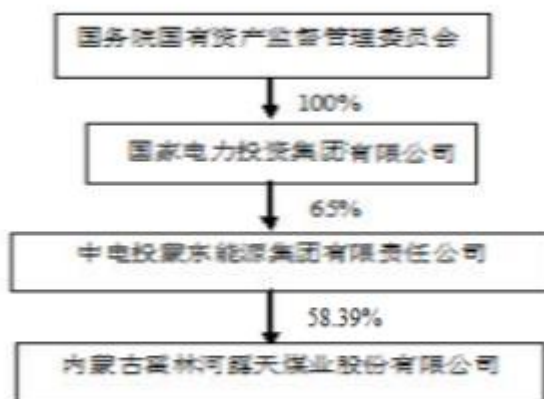 国务院国有资产监督管理委员会
100%
国家电力投资集团有限公司
65%
中电投蒙东能源集团有限责任公司
58.39%
内蒙古霍林河露天煤业股份有限公司